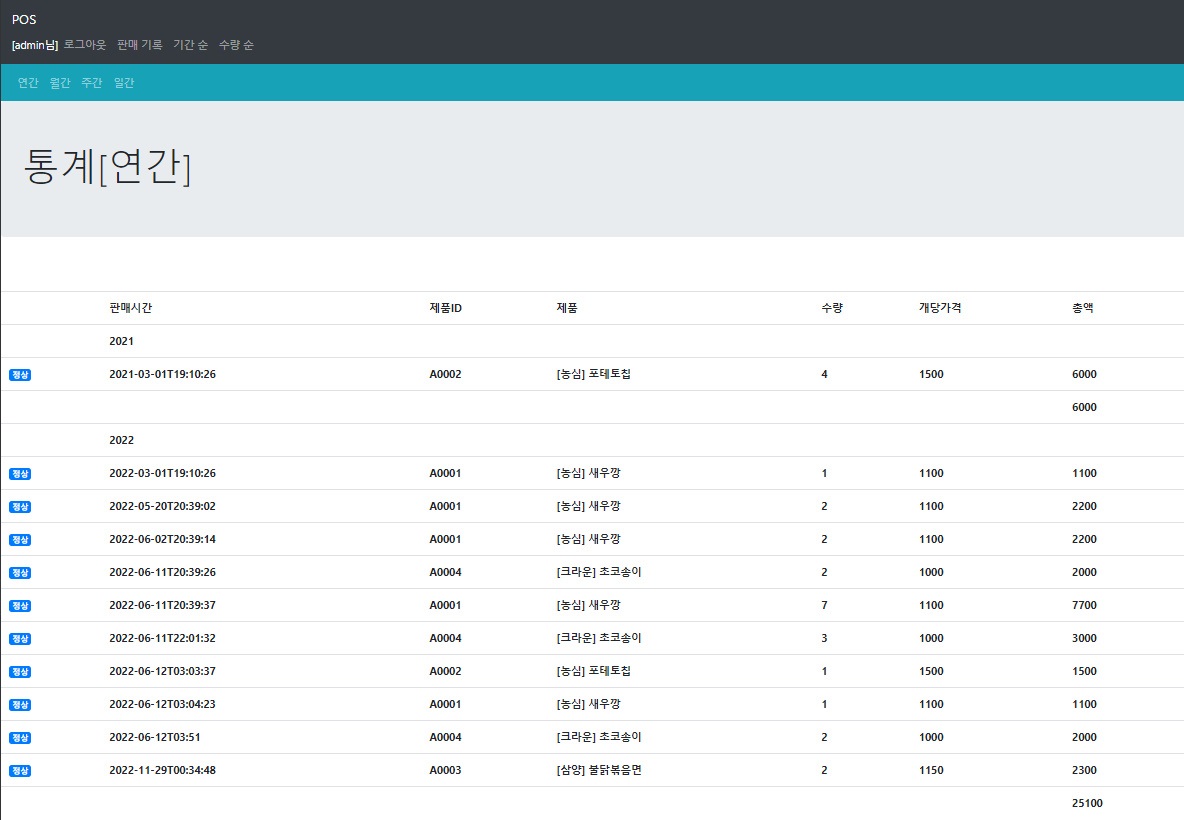 POS
[admin님] 로그아웃 판매 기록 기간 순 수량 순
연간 월간 주간 일간
통계[연간]
판매시간 제품ID 제품 수량 개당가격 총액
2021
정상 2021-03-01T19:10:26 A0002 [농심] 포테토칩 4 1500 6000
6000
2022
정상 2022-03-01T19:10:26 A0001 [농심] 새우깡 1 1100 1100
정상 2022-05-20T20:39:02 A0001 [농심] 새우깡 2 1100 2200
정상 2022-06-02T20:39:14 A0001 [농심] 새우깡 2 1100 2200
정상 2022-06-11T20:39:26 A0004 [크라운] 초코송이 2 1000 2000
정상 2022-06-11T20:39:37 A0001 [농심] 새우깡 7 1100 7700
정상 2022-06-11T22:01:32 A0004 [크라운] 초코송이 3 1000 3000
정상 2022-06-12T03:03:37 A0002 [농심] 포테토칩 1 1500 1500
정상 2022-06-12T03:04:23 A0001 [농심] 새우깡 1 1100 1100
정상 2022-06-12T03:51 A0004 [크라운] 초코송이 2 1000 2000
정상 2022-11-29T00:34:48 A0003 [삼양] 불닭볶음면 2 1150 2300
25100